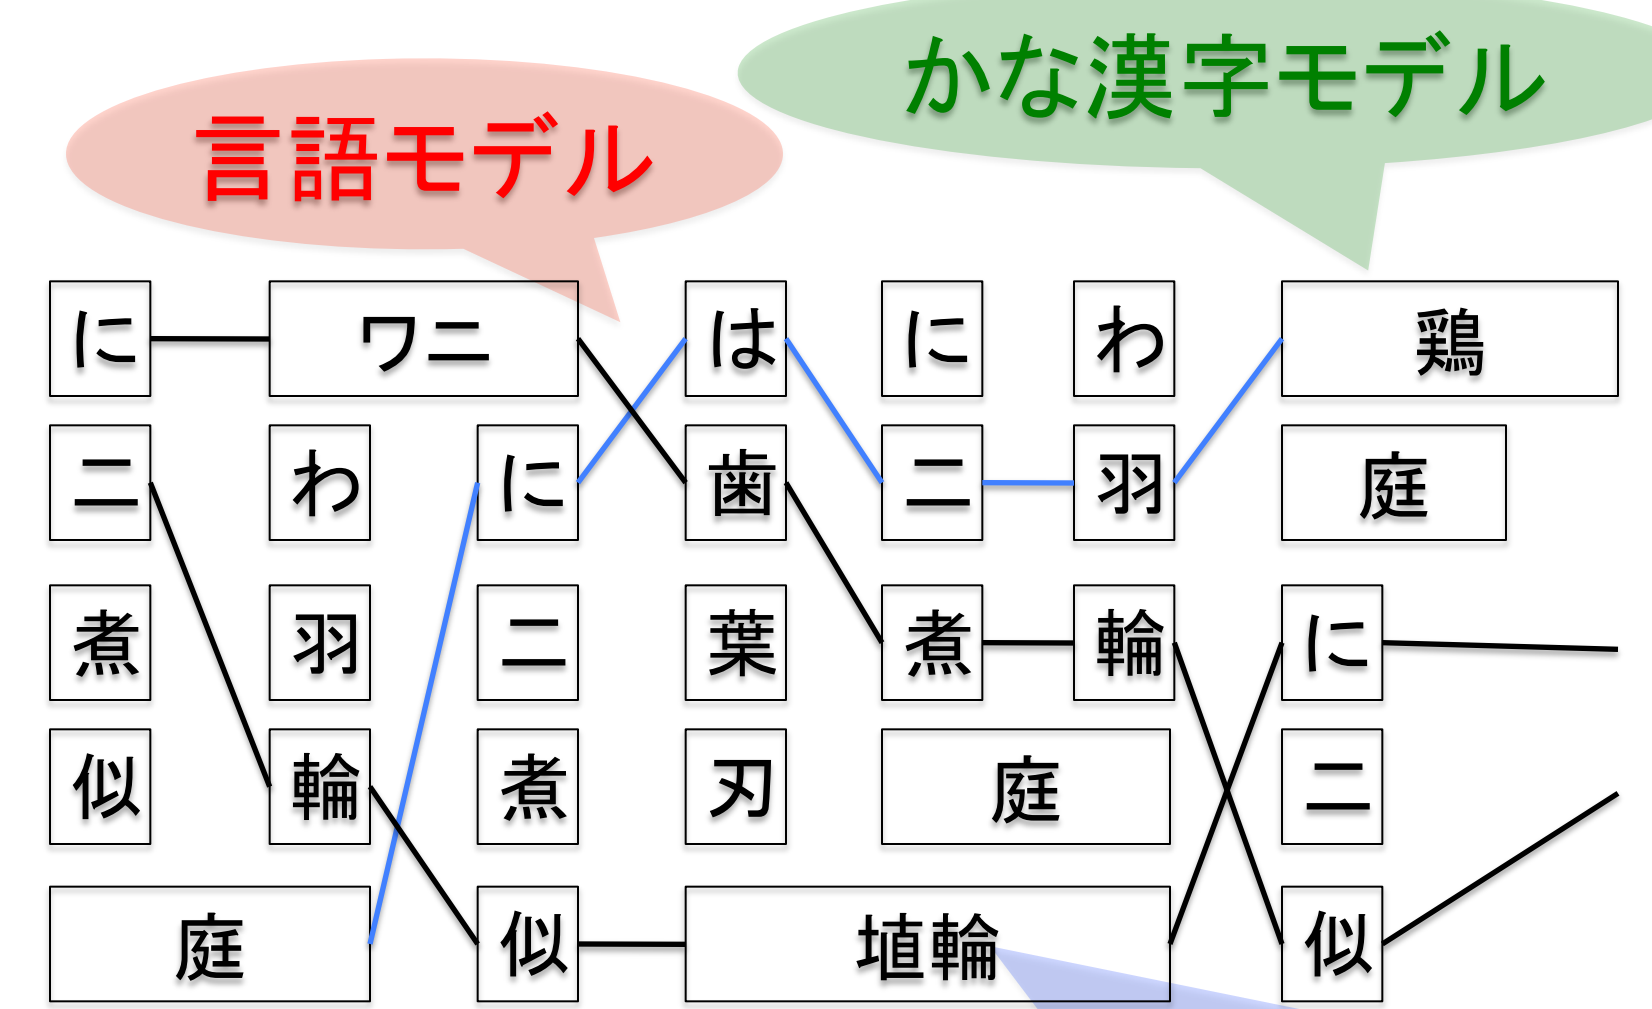 かな漢字モデル
言語モデル
に ワニ は に わ 鶏
二 わ に 歯 二 羽 庭
煮 羽 二 葉 煮 輪 に
似 輪 煮 刃 庭 二
庭 似 埴輪 似